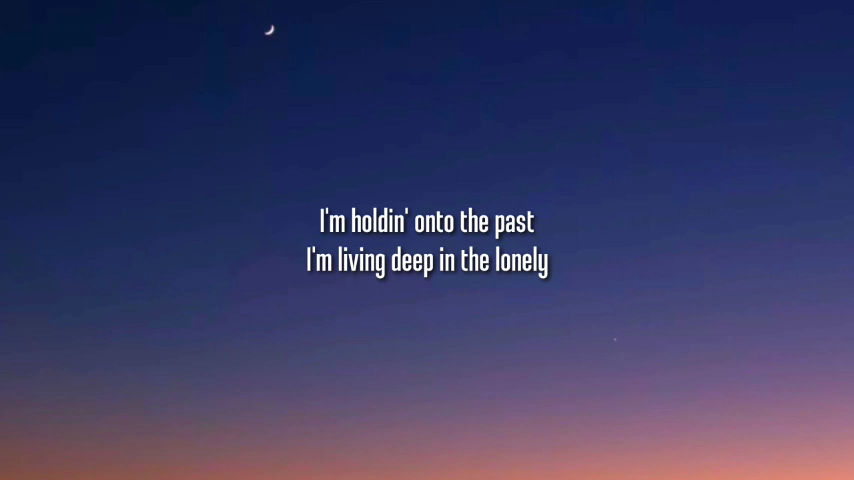 I'm holdin' onto the past
I'm living deep in the lonely